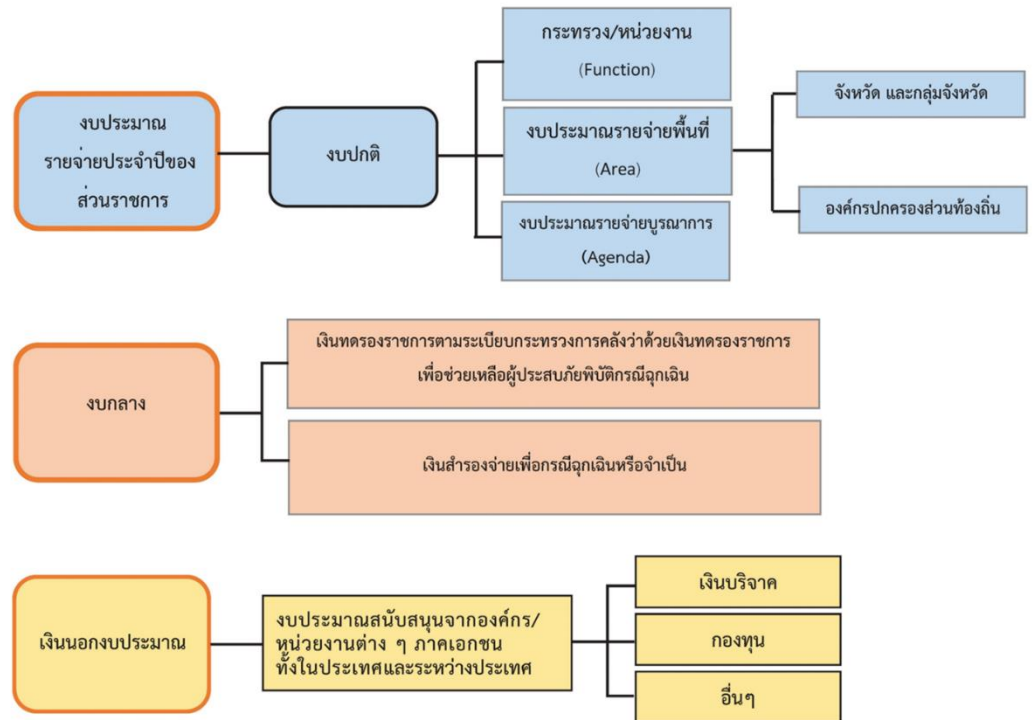 งบประมาณ
รายจ่ายประจำปีของ
ส่วนราชการ
งบปกติ
กระทรวง/หน่วยงาน
(Function)
งบประมาณรายจ่ายพื้นที่
(Area)
งบประมาณรายจ่ายบูรณาการ
(Agenda)
จังหวัด และกลุ่มจังหวัด
องค์กรปกครองส่วนท้องถิ่น
งบกลาง
เงินทดรองราชการตามระเบียบกระทรวงการคลังว่าด้วยเงินทดรองราชการ
เพื่อช่วยเหลือผู้ประสบภัยพิบัติกรณีฉุกเฉิน
เงินสำรองจ่ายเพื่อกรณีฉุกเฉินหรือจำเป็น
เงินนอกงบประมาณ
งบประมาณสนับสนุนจากองค์กร/
หน่วยงานต่าง ๆ ภาคเอกชน
ทั้งในประเทศและระหว่างประเทศ
เงินบริจาค
กองทุน
อื่นๆ